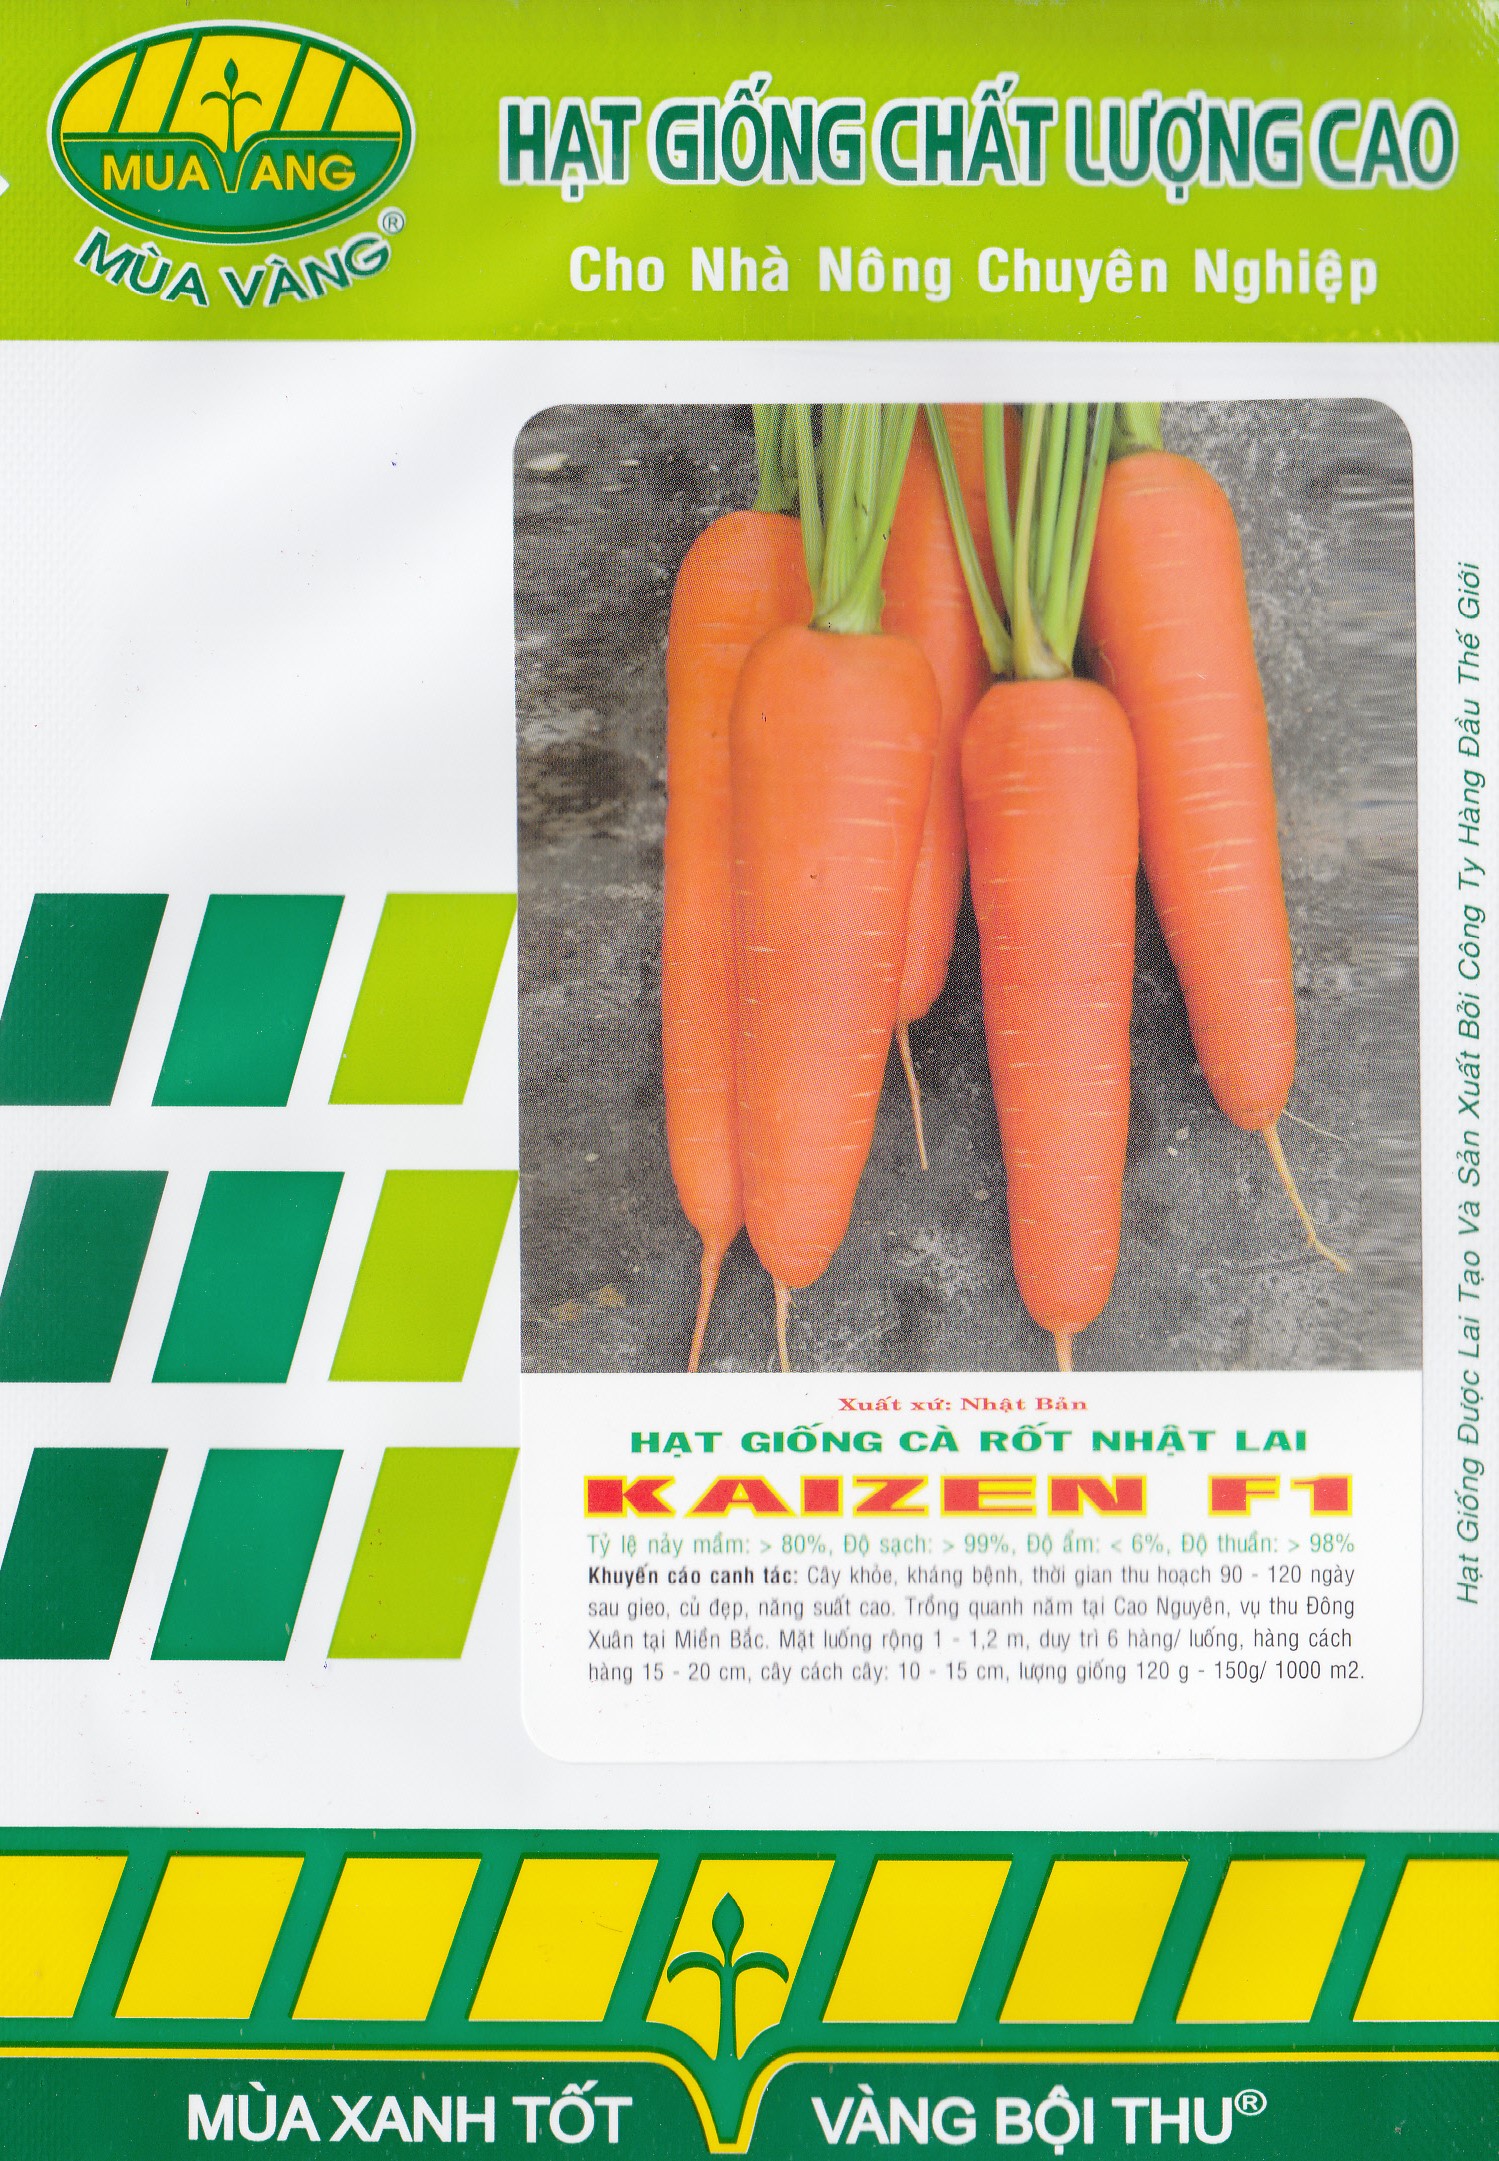 MUA VANG
MÙA VÀNG®
HẠT GIỐNG CHẤT LƯỢNG CAO
Cho Nhà Nông Chuyên Nghiệp
Hạt Giống Được Lai Tạo Và Sản Xuất Bởi Công Ty Hàng Đầu Thế Giới
Xuất xứ: Nhật Bản
HẠT GIỐNG CÀ RỐT NHẬT LAI
KAIZEN F1
Tỷ lệ nảy mầm: > 80%, Độ sạch: > 99%, Độ ẩm: < 6%, Độ thuần: > 98%
Khuyến cáo canh tác: Cây khỏe, kháng bệnh, thời gian thu hoạch 90 - 120 ngày
sau gieo, củ đẹp, năng suất cao. Trồng quanh năm tại Cao Nguyên, vụ thu Đông
Xuân tại Miền Bắc. Mặt luống rộng 1 - 1,2 m, duy trì 6 hàng/ luống, hàng cách
hàng 15 - 20 cm, cây cách cây: 10 - 15 cm, lượng giống 120 g - 150g/ 1000 m2.
MÙA XANH TỐT VÀNG BỘI THU®